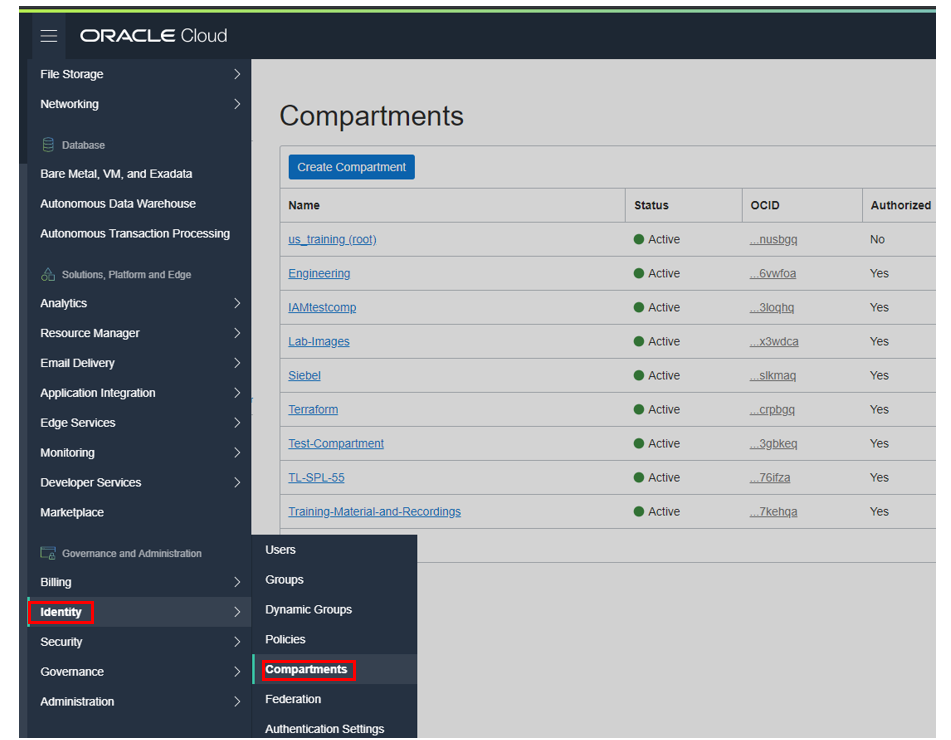 ORACLE Cloud
File Storage
Networking
Database
Bare Metal, VM, and Exadata
Autonomous Data Warehouse
Autonomous Transaction Processing
Solutions, Platform and Edge
Analytics
Resource Manager
Email Delivery
Application Integration
Edge Services
Monitoring
Developer Services
Marketplace
Governance and Administration
Billing
Identity
Security
Governance
Administration
Users
Groups
Dynamic Groups
Policies
Compartments
Federation
Authentication Settings
Compartments
Create Compartment
Name Status OCID Authorized
us_training (root) Active ...nusbgq No
Engineering Active ...6vwfoa Yes
IAMtestcomp Active ...3loqhq Yes
Lab-Images Active ...x3wdca Yes
Siebel Active ...slkmaq Yes
Terraform Active ...crpbgq Yes
Test-Compartment Active ...3gbkeq Yes
TL-SPL-55 Active ...76ifza Yes
Training-Material-and-Recordings Active ...7kehqa Yes